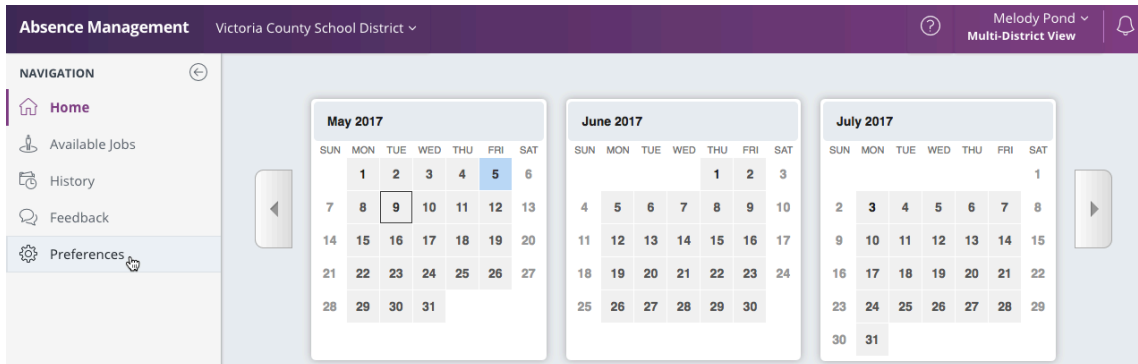 Absence Management Victoria County School District
Melody Pond
Multi-District View
NAVIGATION
Home
Available Jobs
History
Feedback
Preferences
May 2017
SUN MON TUE WED THU FRI SAT
1 2 3 4 5 6
7 8 9 10 11 12 13
14 15 16 17 18 19 20
21 22 23 24 25 26 27
28 29 30 31
June 2017
SUN MON TUE WED THU FRI SAT
1 2 3
4 5 6 7 8 9 10
11 12 13 14 15 16 17
18 19 20 21 22 23 24
25 26 27 28 29 30
July 2017
SUN MON TUE WED THU FRI SAT
1
2 3 4 5 6 7 8
9 10 11 12 13 14 15
16 17 18 19 20 21 22
23 24 25 26 27 28 29
30 31